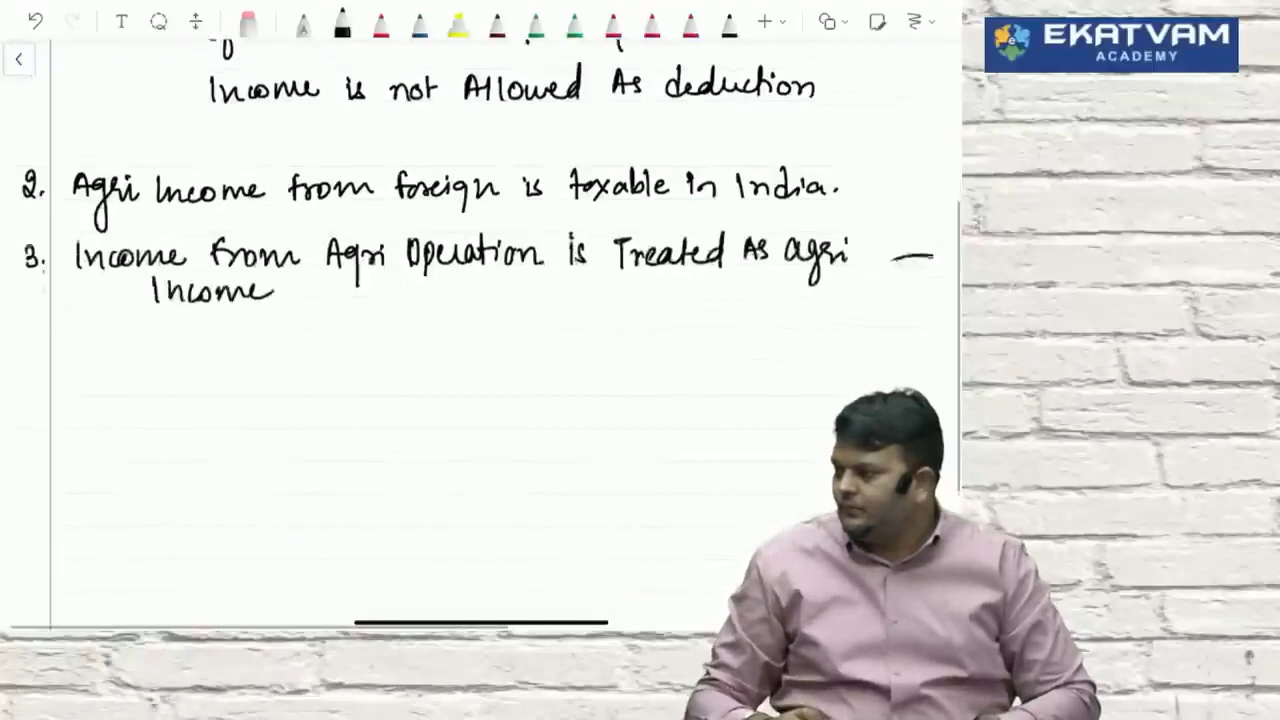 EKATVAM
ACADEMY
Income is not Allowed As deduction
2. Agri Income from foreign is taxable in India.
3. Income from Agri Operation is Treated As agri —
Income